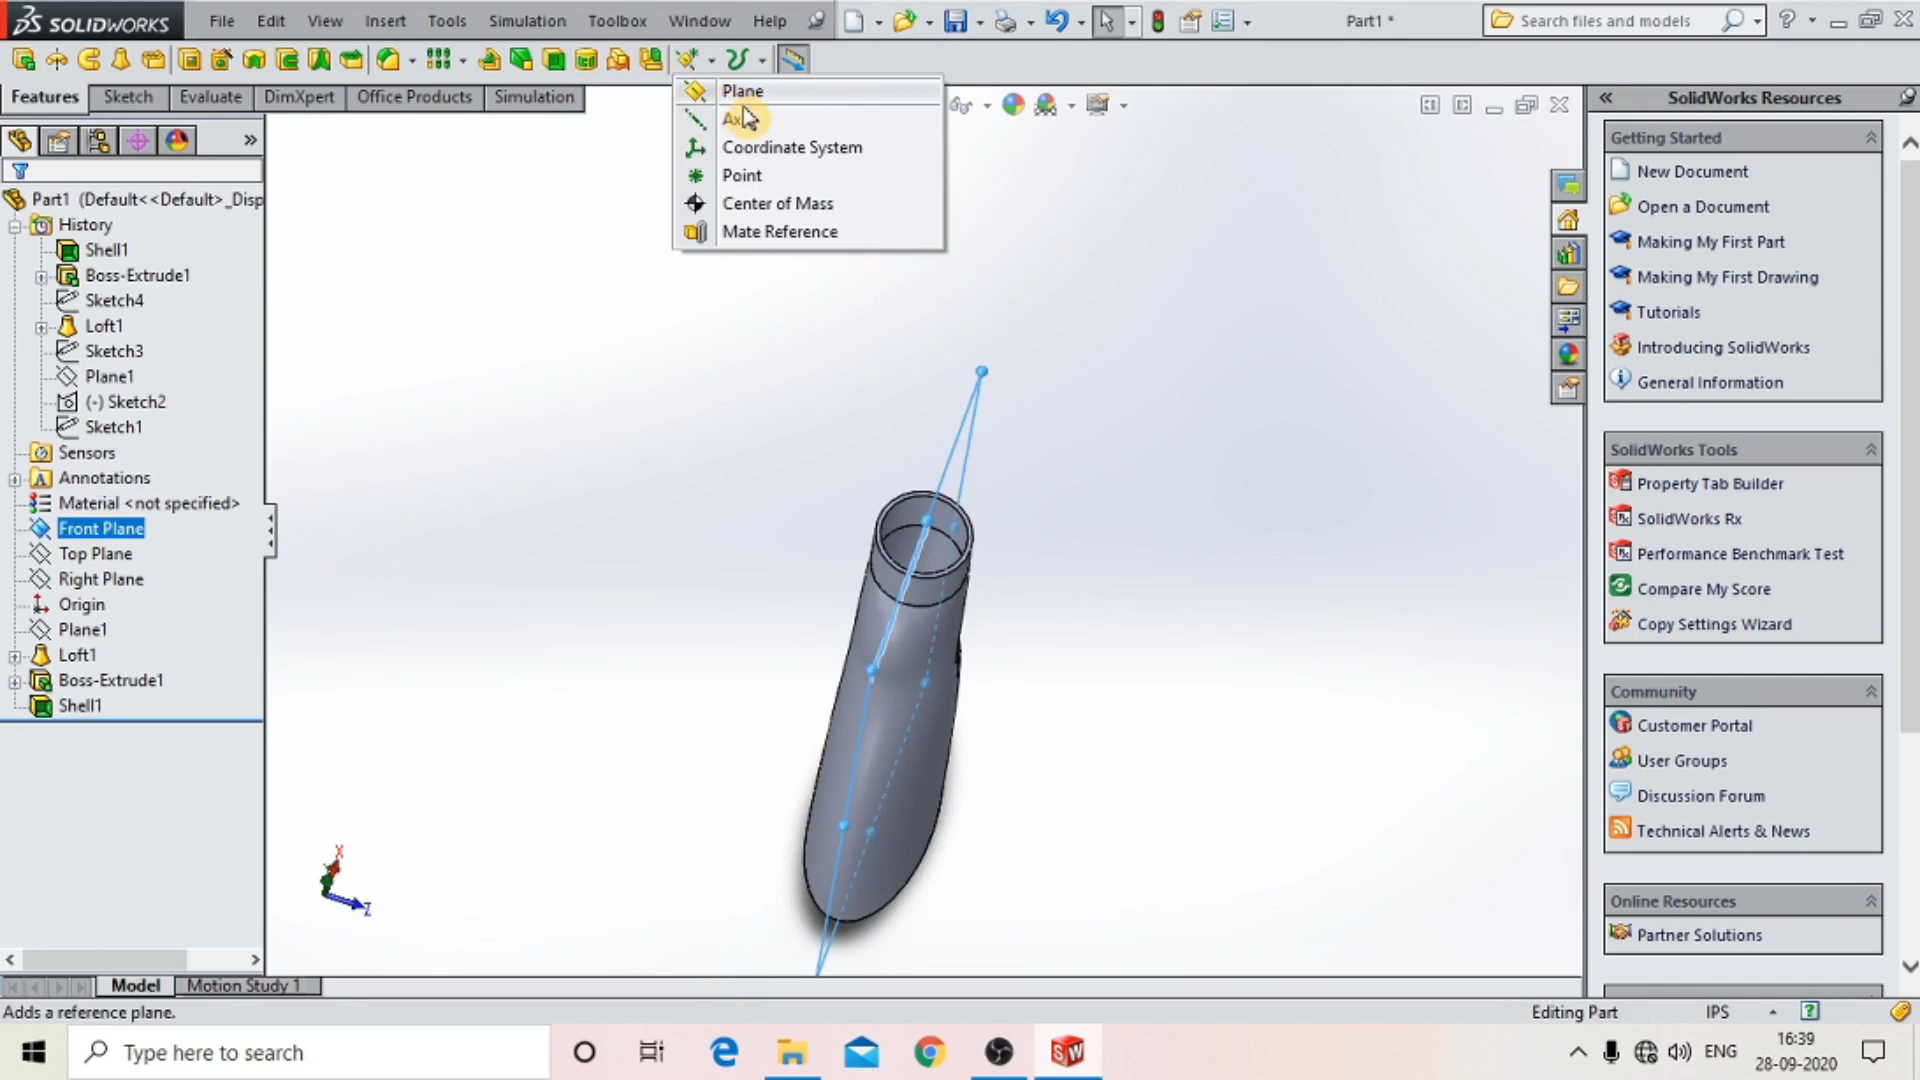 SOLIDWORKS File Edit View Insert Tools Simulation Toolbox Window Help Part1 * Search files and models
Features Sketch Evaluate DimXpert Office Products Simulation
Plane
Coordinate System
Point
Center of Mass
Mate Reference
Part1 (Default<<Default>_Disp
History
Shell1
Boss-Extrude1
Sketch4
Loft1
Sketch3
Plane1
(-) Sketch2
Sketch1
Sensors
Annotations
Material <not specified>
Front Plane
Top Plane
Right Plane
Origin
Plane1
Loft1
Boss-Extrude1
Shell1
X
Z
SolidWorks Resources
Getting Started
New Document
Open a Document
Making My First Part
Making My First Drawing
Tutorials
Introducing SolidWorks
General Information
SolidWorks Tools
Property Tab Builder
SolidWorks Rx
Performance Benchmark Test
Compare My Score
Copy Settings Wizard
Community
Customer Portal
User Groups
Discussion Forum
Technical Alerts & News
Online Resources
Partner Solutions
Model Motion Study 1
Adds a reference plane. Editing Part IPS
Type here to search
ENG
16:39
28-09-2020